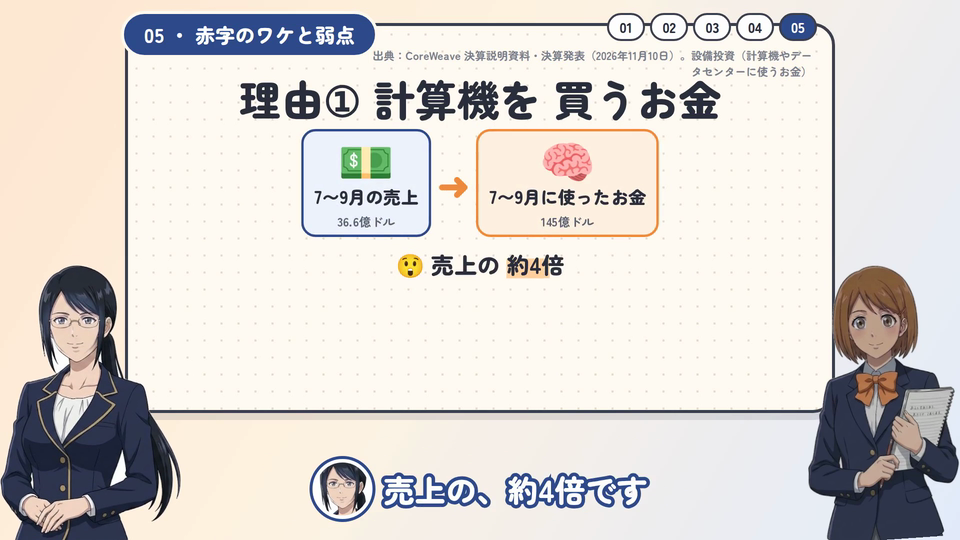 05 ・ 赤字のワケと弱点
01 02 03 04 05
出典：CoreWeave 決算説明資料・決算発表（2026年11月10日）。設備投資（計算機やデー
タセンターに使うお金）
理由① 計算機を 買うお金
7〜9月の売上
36.6億ドル
7〜9月に使ったお金
145億ドル
売上の 約4倍
売上の、約4倍です